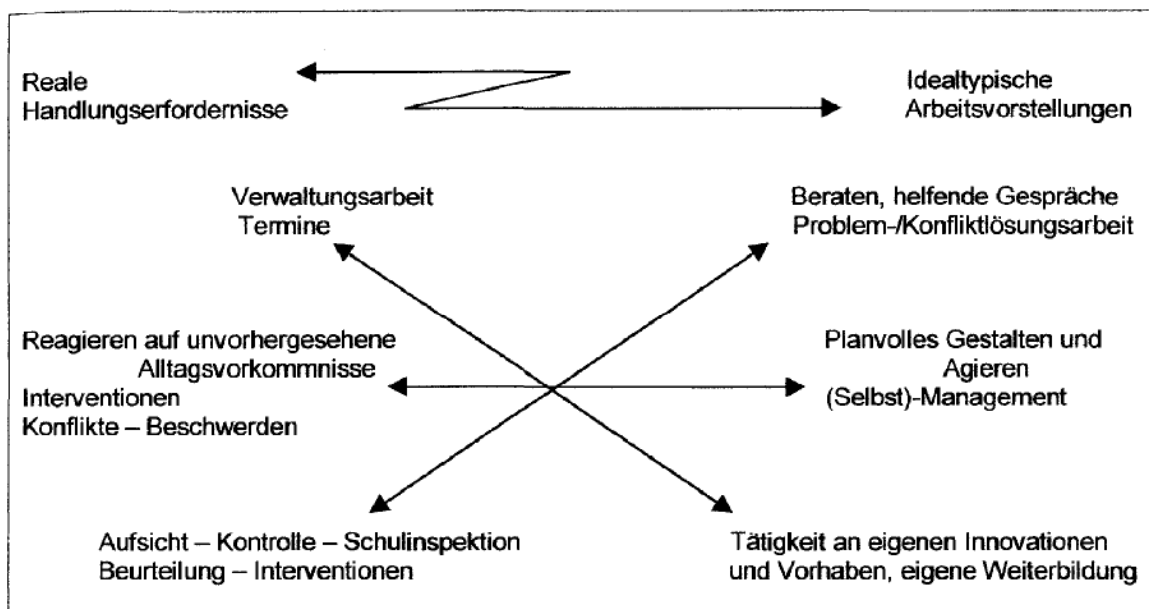 Reale
Handlungserfordernisse
Idealtypische
Arbeitsvorstellungen
Verwaltungsarbeit
Termine
Beraten, helfende Gespräche
Problem-/Konfliktlösungsarbeit
Reagieren auf unvorhergesehene
Alltagsvorkommnisse
Interventionen
Konflikte – Beschwerden
Planvolles Gestalten und
Agieren
(Selbst)-Management
Aufsicht – Kontrolle – Schulinspektion
Beurteilung – Interventionen
Tätigkeit an eigenen Innovationen
und Vorhaben, eigene Weiterbildung